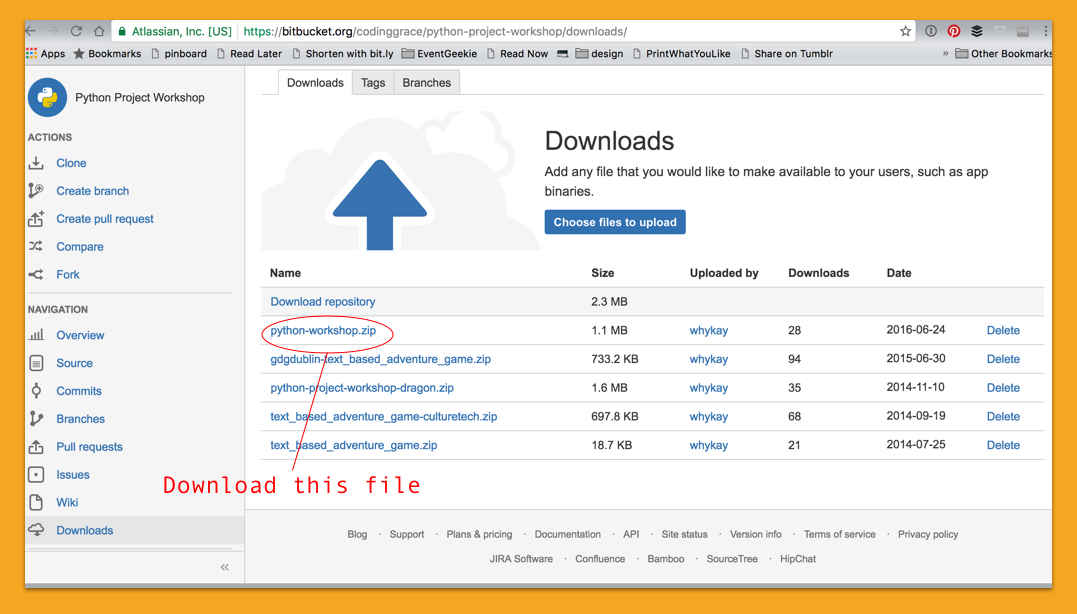 Atlassian, Inc. [US] https://bitbucket.org/codinggrace/python-project-workshop/downloads/
Apps Bookmarks pinboard Read Later Shorten with bit.ly EventGeekie Read Now design PrintWhatYouLike Share on Tumblr » Other Bookmarks
Python Project Workshop
ACTIONS
Clone
Create branch
Create pull request
Compare
Fork
NAVIGATION
Overview
Source
Commits
Branches
Pull requests
Issues
Wiki
Downloads
«
Downloads Tags Branches
Downloads
Add any file that you would like to make available to your users, such as app
binaries.
Choose files to upload
Name Size Uploaded by Downloads Date
Download repository 2.3 MB
python-workshop.zip 1.1 MB whykay 28 2016-06-24 Delete
gdgdublin-text_based_adventure_game.zip 733.2 KB whykay 94 2015-06-30 Delete
python-project-workshop-dragon.zip 1.6 MB whykay 35 2014-11-10 Delete
text_based_adventure_game-culturetech.zip 697.8 KB whykay 68 2014-09-19 Delete
text_based_adventure_game.zip 18.7 KB whykay 21 2014-07-25 Delete
Download this file
Blog · Support · Plans & pricing · Documentation · API · Site status · Version info · Terms of service · Privacy policy
JIRA Software · Confluence · Bamboo · SourceTree · HipChat